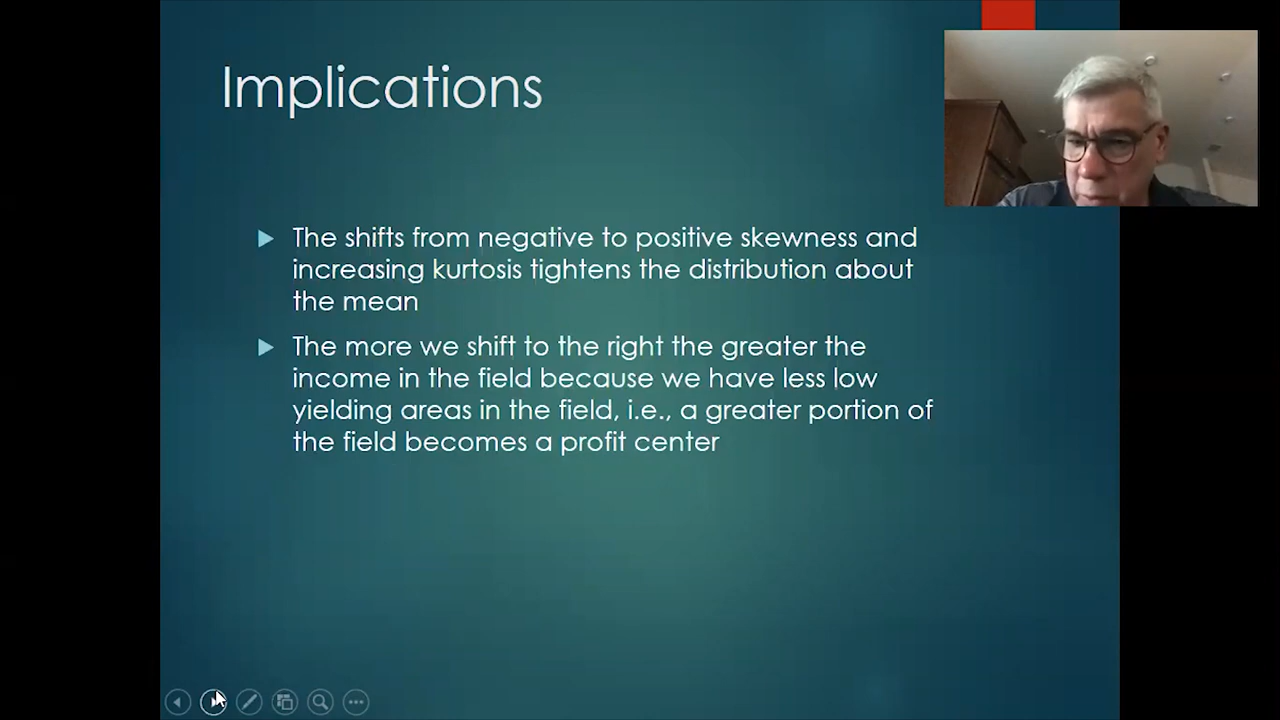 Implications
The shifts from negative to positive skewness and
increasing kurtosis tightens the distribution about
the mean
The more we shift to the right the greater the
income in the field because we have less low
yielding areas in the field, i.e., a greater portion of
the field becomes a profit center